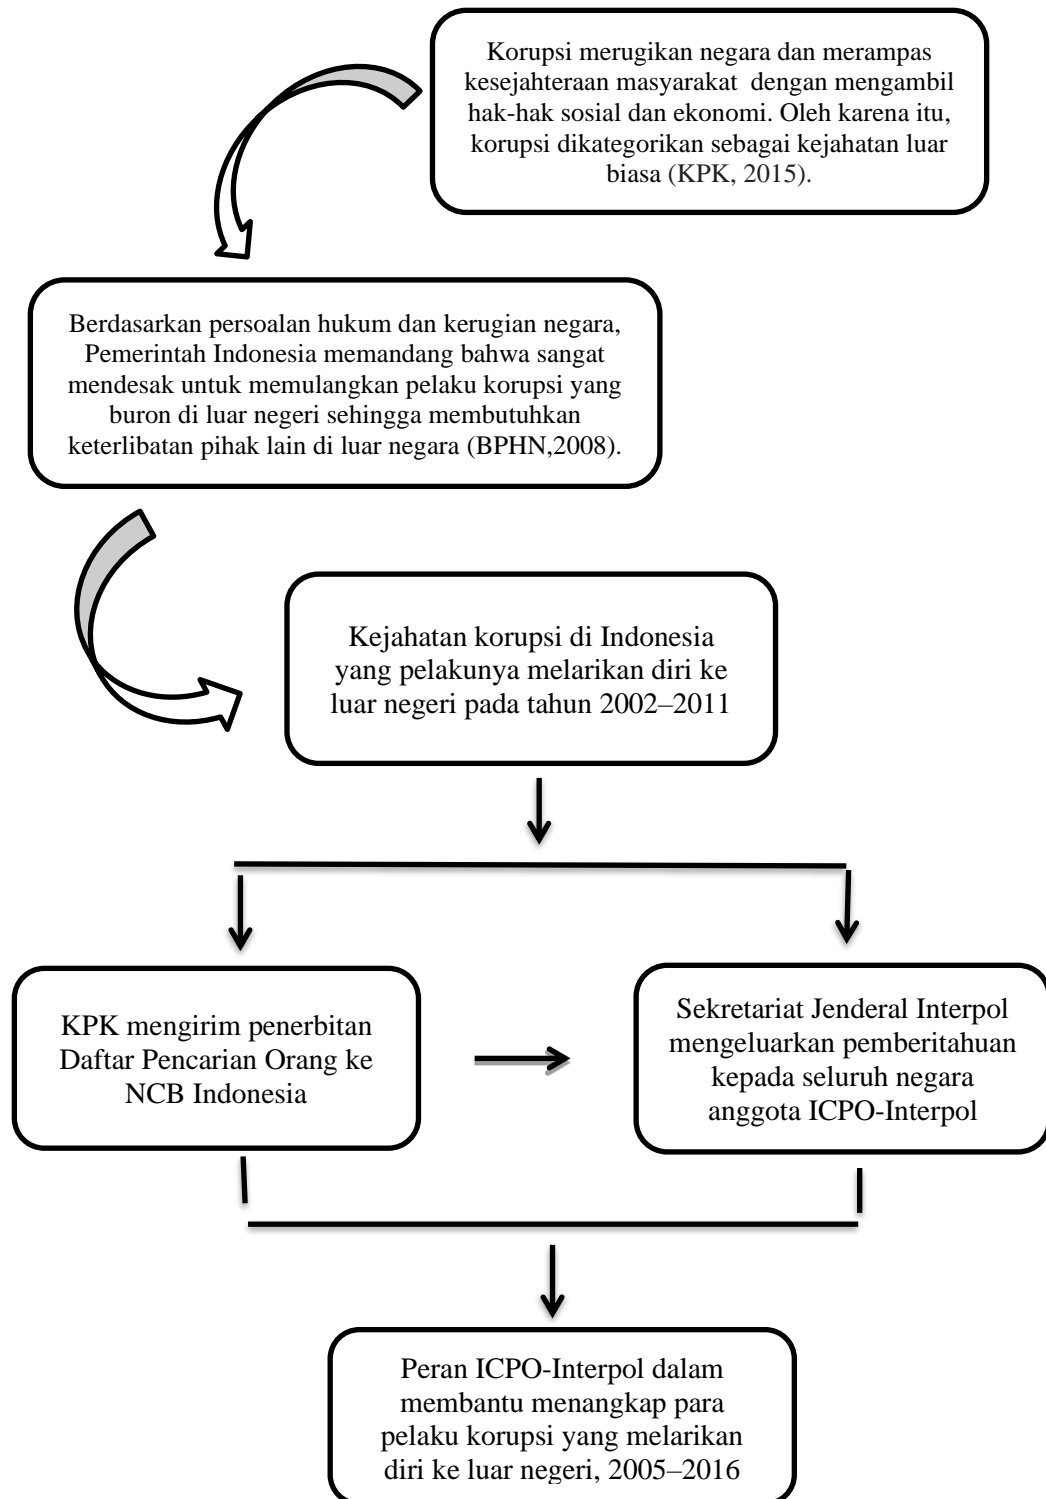 Korupsi merugikan negara dan merampas
kesejahteraan masyarakat dengan mengambil
hak-hak sosial dan ekonomi. Oleh karena itu,
korupsi dikategorikan sebagai kejahatan luar
biasa (KPK, 2015).
Berdasarkan persoalan hukum dan kerugian negara,
Pemerintah Indonesia memandang bahwa sangat
mendesak untuk memulangkan pelaku korupsi yang
buron di luar negeri sehingga membutuhkan
keterlibatan pihak lain di luar negara (BPHN,2008).
Kejahatan korupsi di Indonesia
yang pelakunya melarikan diri ke
luar negeri pada tahun 2002–2011
KPK mengirim penerbitan
Daftar Pencarian Orang ke
NCB Indonesia
Sekretariat Jenderal Interpol
mengeluarkan pemberitahuan
kepada seluruh negara
anggota ICPO-Interpol
Peran ICPO-Interpol dalam
membantu menangkap para
pelaku korupsi yang melarikan
diri ke luar negeri, 2005–2016